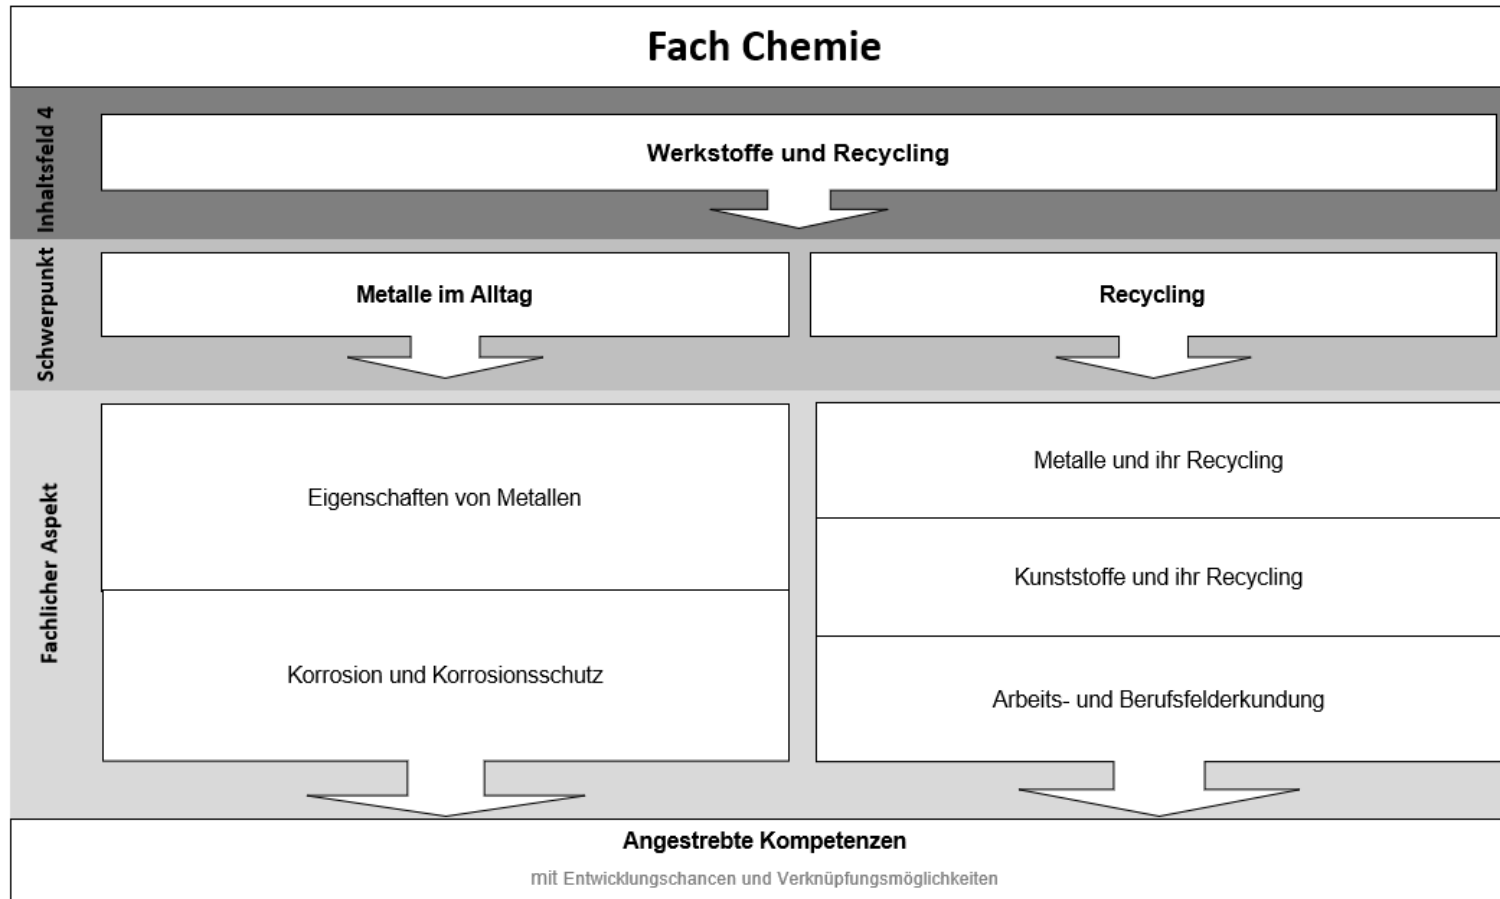 Fach Chemie
Inhaltsfeld 4
Werkstoffe und Recycling
Schwerpunkt
Metalle im Alltag
Recycling
Fachlicher Aspekt
Eigenschaften von Metallen
Korrosion und Korrosionsschutz
Metalle und ihr Recycling
Kunststoffe und ihr Recycling
Arbeits- und Berufsfelderkundung
Angestrebte Kompetenzen
mit Entwicklungschancen und Verknüpfungsmöglichkeiten